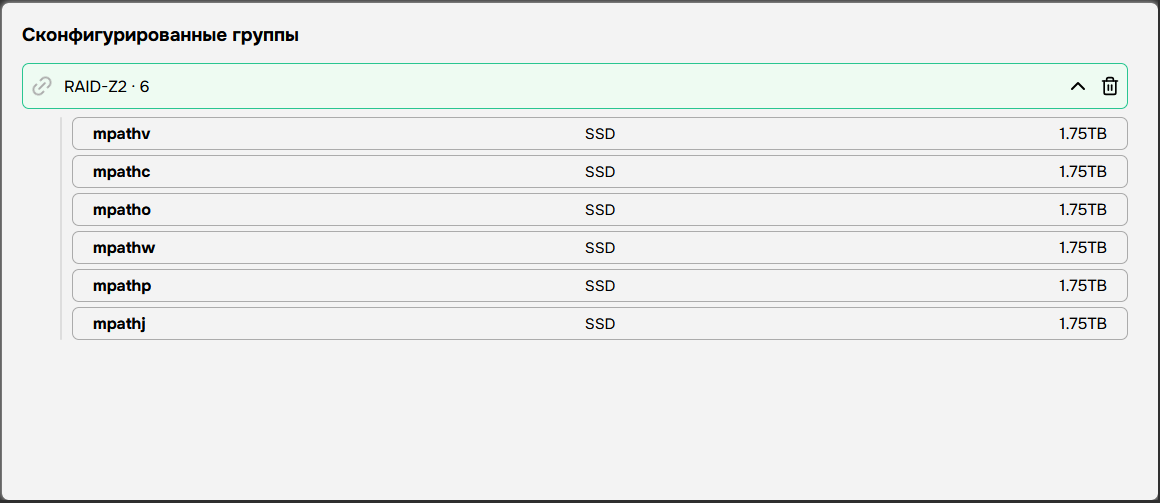 Сконфигурированные группы
RAID-Z2 · 6
mpathv SSD 1.75TB
mpathc SSD 1.75TB
mpatho SSD 1.75TB
mpathw SSD 1.75TB
mpathp SSD 1.75TB
mpathj SSD 1.75TB